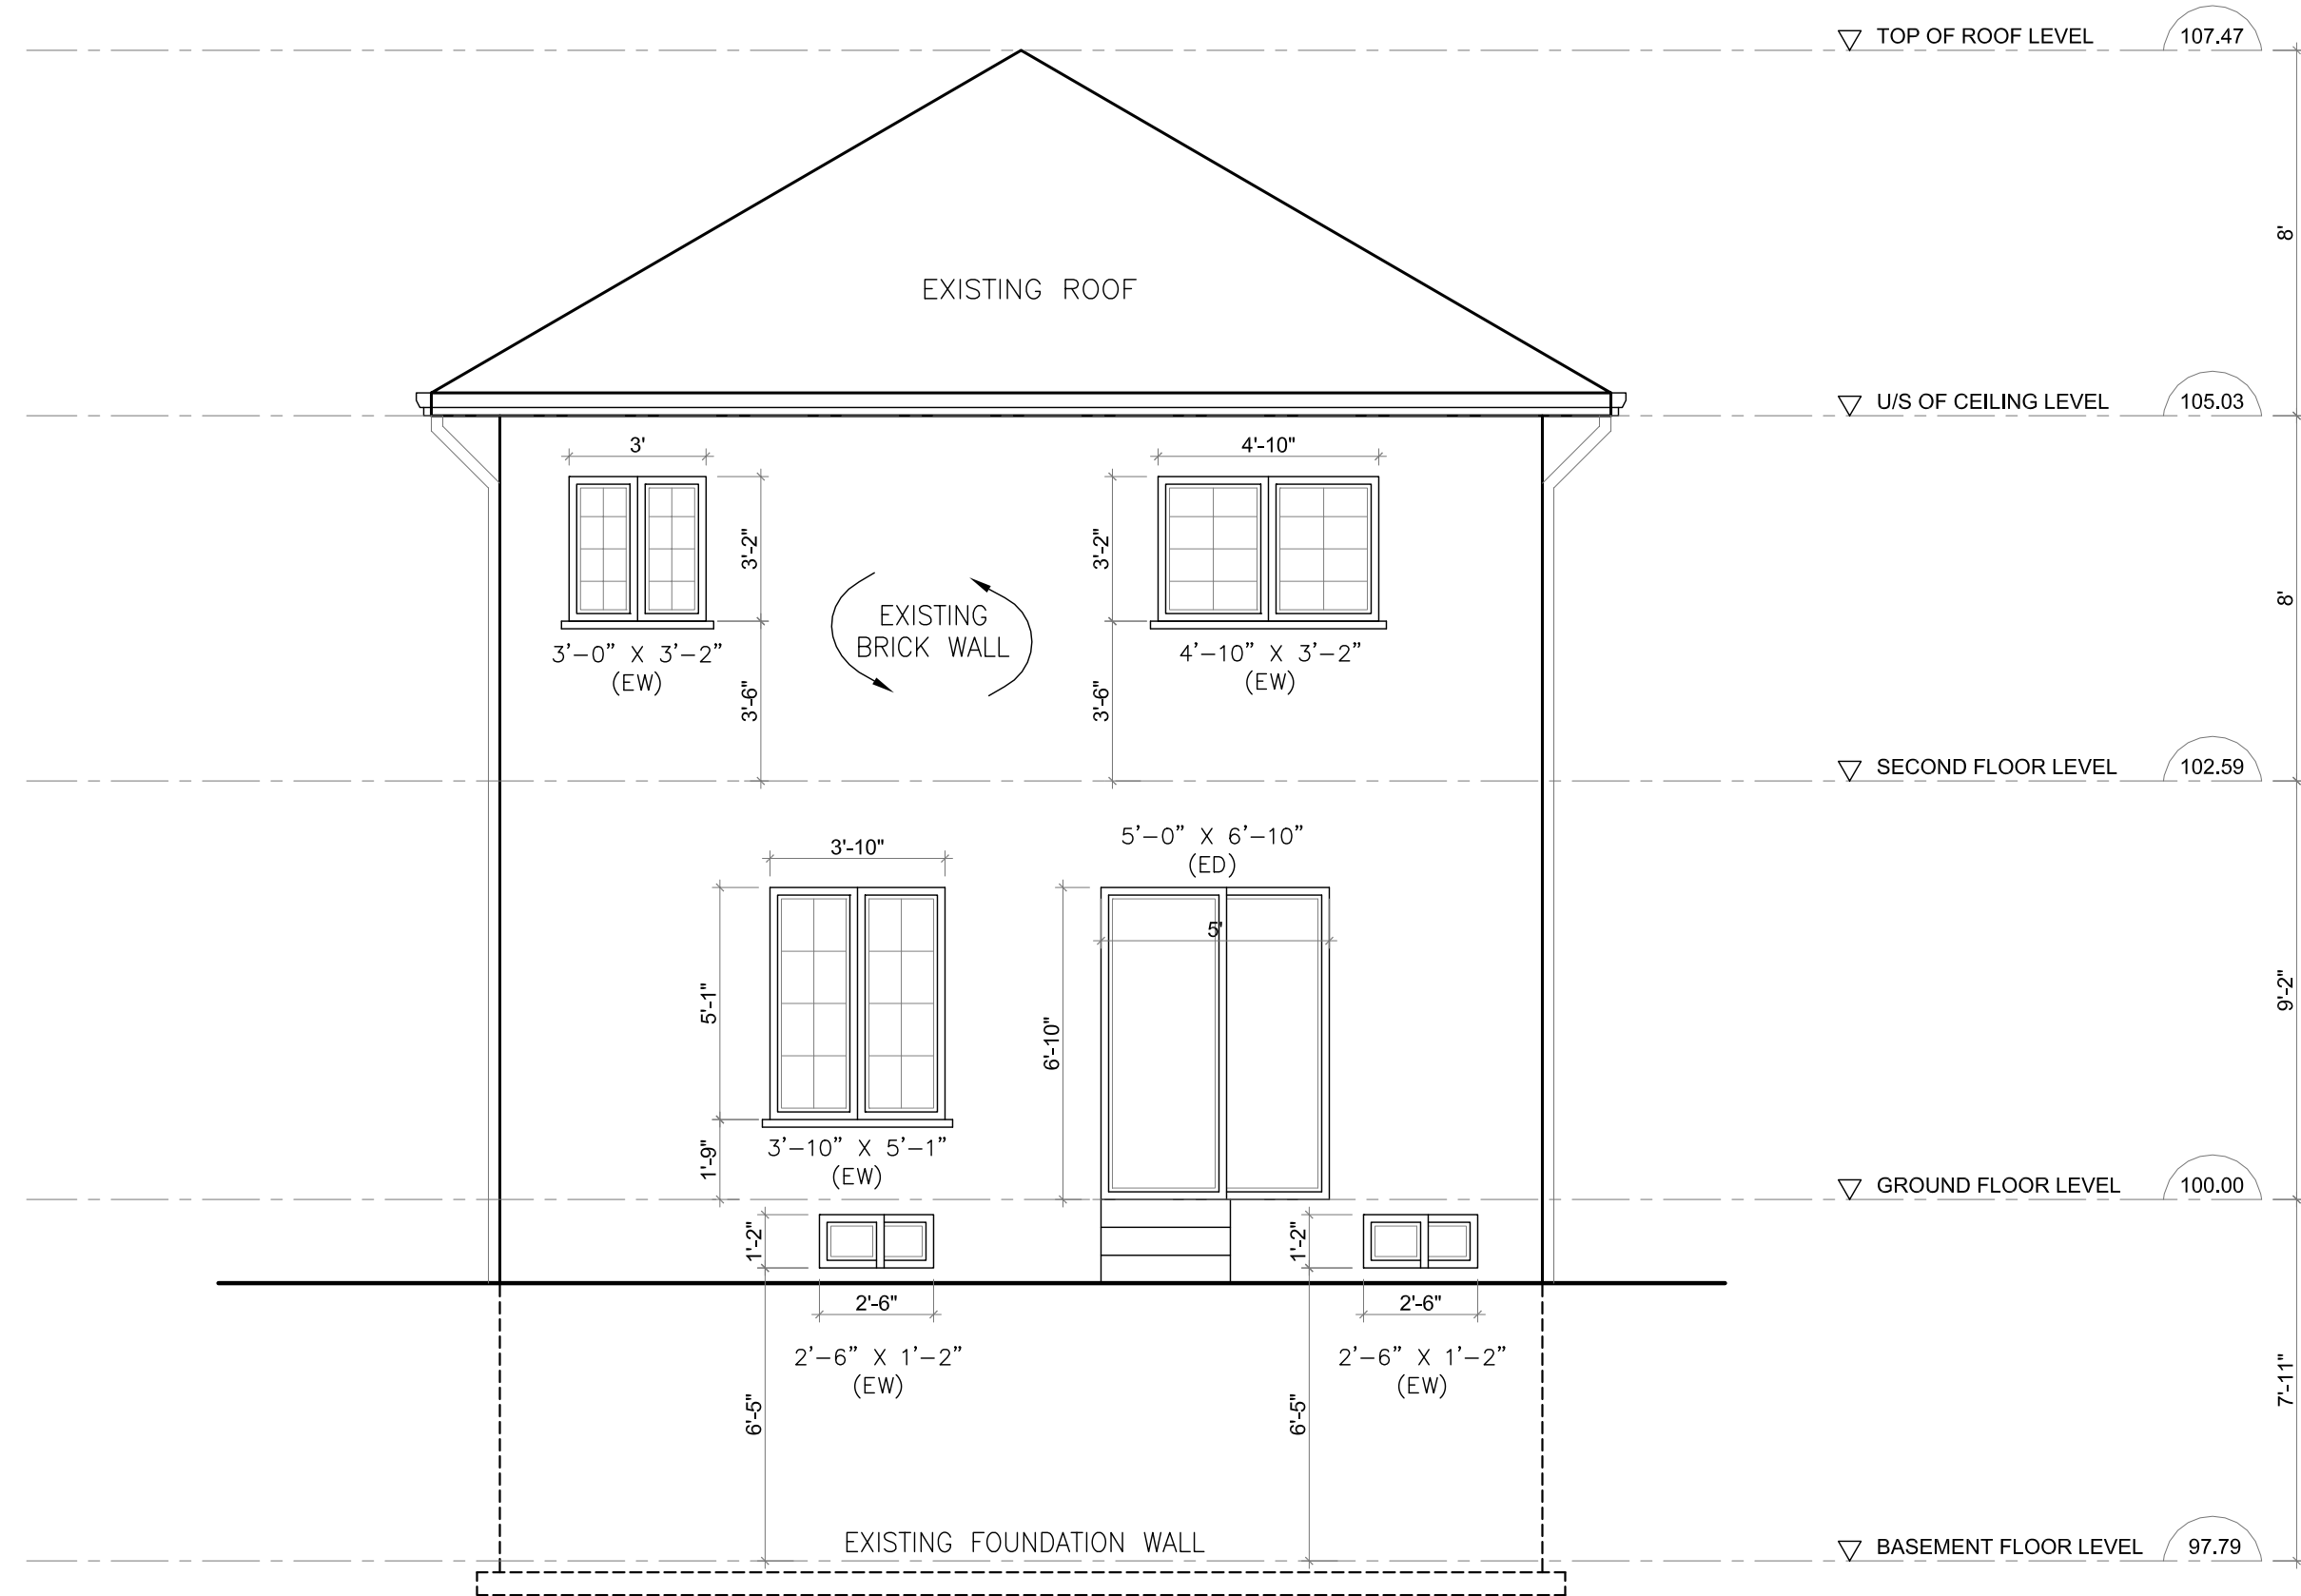 TOP OF ROOF LEVEL 107.47
8'
EXISTING ROOF
U/S OF CEILING LEVEL 105.03
3'
4'-10"
3'-2"
3'-2"
8'
EXISTING
BRICK WALL
3'-0" X 3'-2"
(EW)
4'-10" X 3'-2"
(EW)
3'-6"
3'-6"
SECOND FLOOR LEVEL 102.59
5'-0" X 6'-10"
(ED)
3'-10"
5'
5'-1"
6'-10"
9'-2"
3'-10" X 5'-1"
(EW)
1'-9"
GROUND FLOOR LEVEL 100.00
1'-2"
1'-2"
2'-6"
2'-6"
2'-6" X 1'-2"
(EW)
2'-6" X 1'-2"
(EW)
6'-5"
6'-5"
7'-11"
EXISTING FOUNDATION WALL
BASEMENT FLOOR LEVEL 97.79